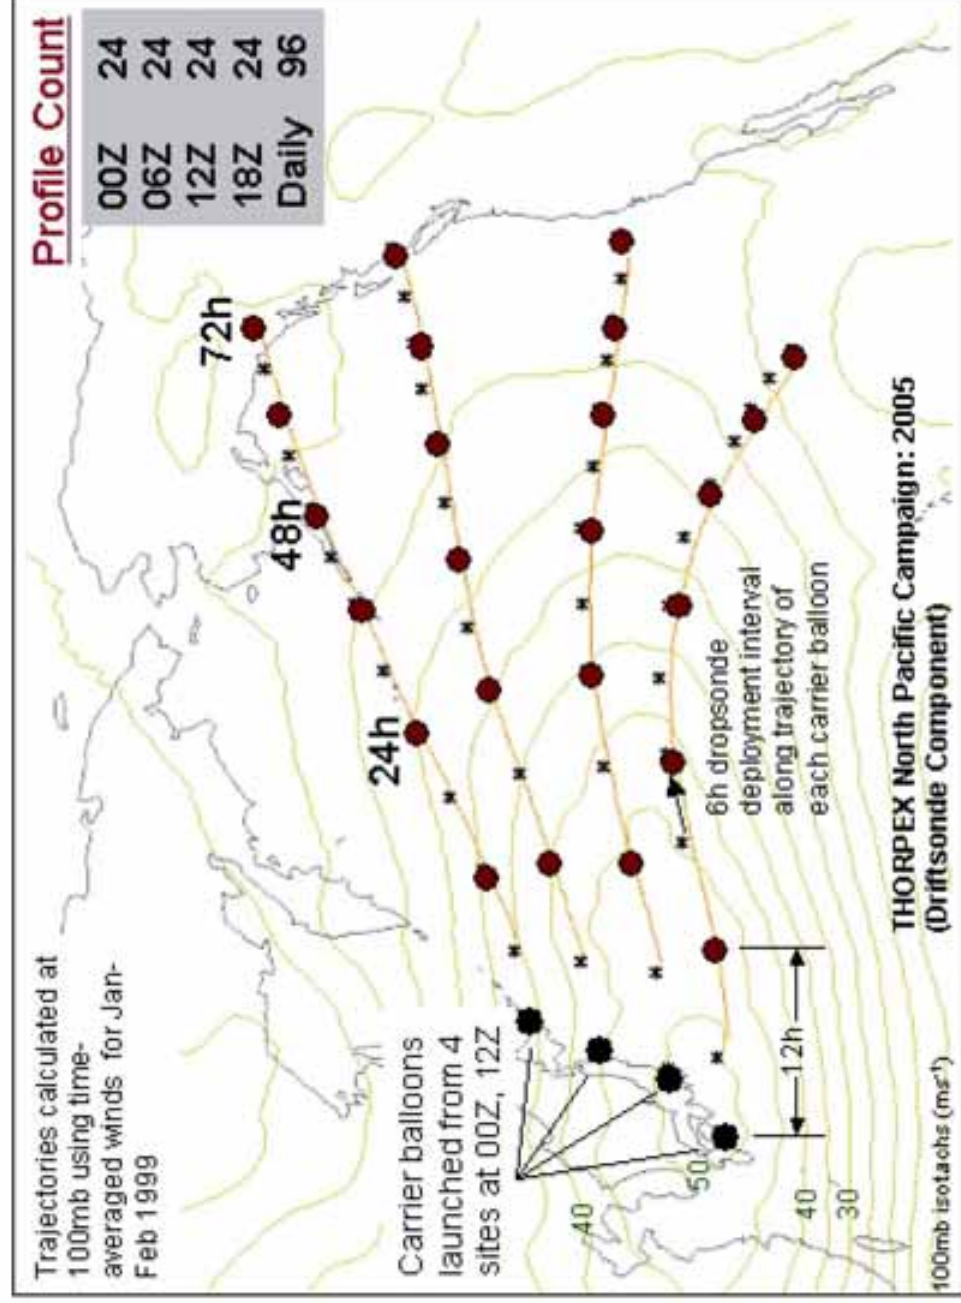 Trajectories calculated at
100mb using time-
averaged winds for Jan-
Feb 1999
Profile Count
00Z 24
06Z 24
12Z 24
18Z 24
Daily 96
72h
48h
24h
Carrier balloons
launched from 4
sites at 00Z, 12Z
40
50
40
30
12h
6h dropsonde
deployment interval
along trajectory of
each carrier balloon
THORPEX North Pacific Campaign: 2005
(Driftsonde Component)
100mb isotachs (ms⁻¹)